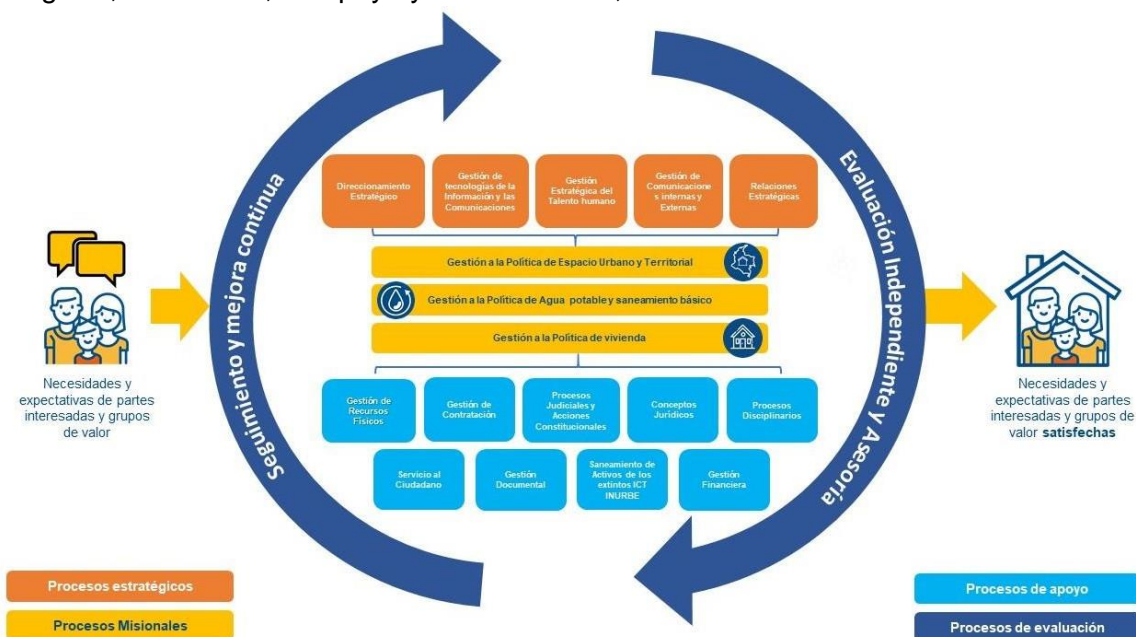 Seguimiento y mejora continua
Evaluación Independiente y Asesoría
Direccionamiento
Estratégico
Gestión de
tecnologías de la
Información y las
Comunicaciones
Gestión
Estratégica del
Talento humano
Gestión de
Comunicacione
s internas y
Externas
Relaciones
Estratégicas
Gestión a la Política de Espacio Urbano y Territorial
Gestión a la Política de Agua potable y saneamiento básico
Gestión a la Política de vivienda
Necesidades y
expectativas de partes
interesadas y grupos
de valor
Necesidades y
expectativas de partes
interesadas y grupos de
valor satisfechas
Gestión de
Recursos
Físicos
Gestión de
Contratación
Procesos
Judiciales y
Acciones
Constitucionales
Conceptos
Jurídicos
Procesos
Disciplinarios
Servicio al
Ciudadano
Gestión
Documental
Saneamiento de
Activos de los
extintos ICT
INURBE
Gestión
Financiera
Procesos estratégicos
Procesos Misionales
Procesos de apoyo
Procesos de evaluación